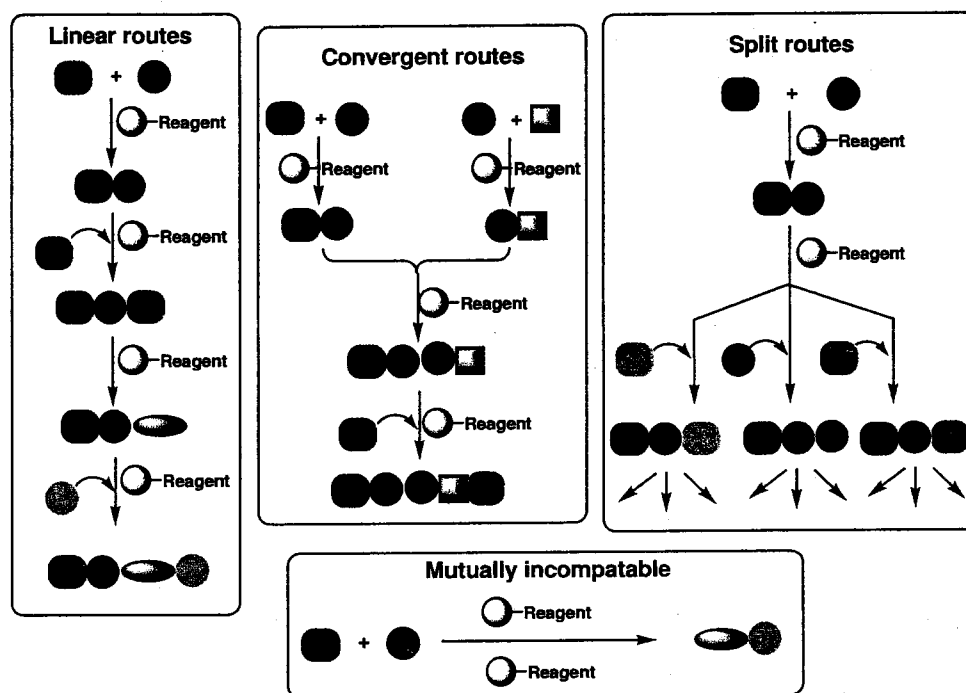 Linear routes
+
Reagent
Reagent
Reagent
Reagent
Convergent routes
+
+
Reagent
Reagent
Reagent
Reagent
Split routes
+
Reagent
Reagent
Mutually incompatable
+
Reagent
Reagent